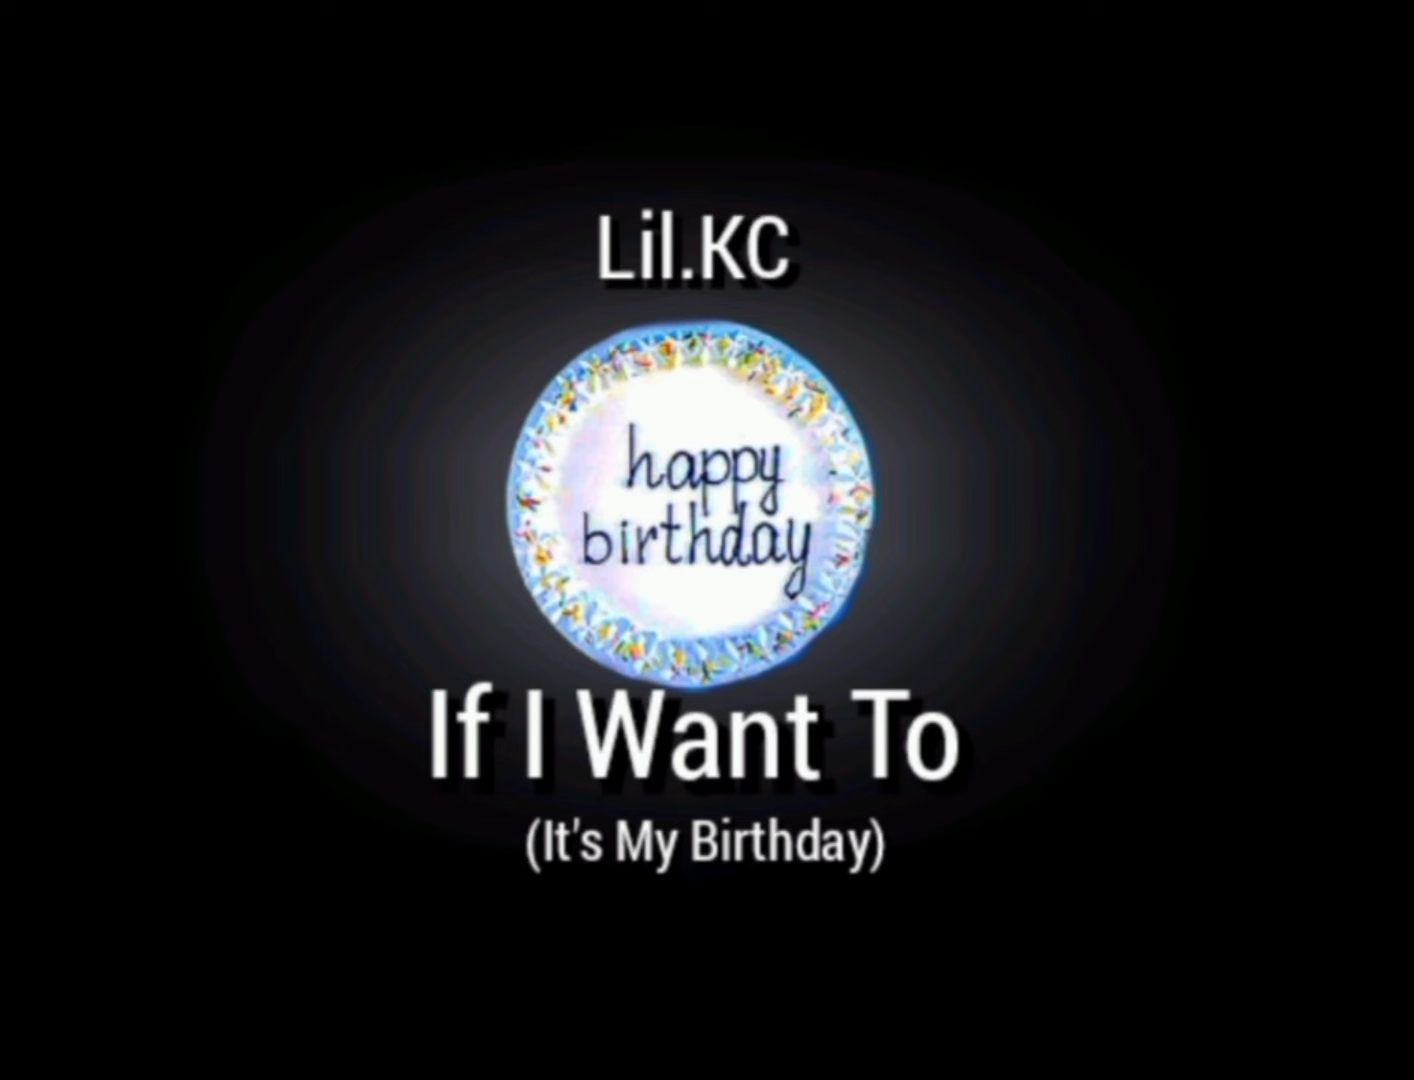 Lil.KC
happy
birthday
If I Want To
(It's My Birthday)